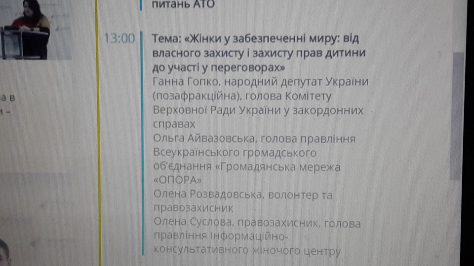 питань АТО
13:00
Тема: «Жінки у забезпеченні миру: від
власного захисту і захисту прав дитини
до участі у переговорах»
Ганна Гопко, народний депутат України
(позафракційна), голова Комітету
Верховної Ради України у закордонних
справах
Ольга Айвазовська, голова правління
Всеукраїнського громадського
об'єднання «Громадянська мережа
«ОПОРА»
Олена Розвадовська, волонтер та
правозахисник
Олена Суслова, правозахисник, голова
правління Інформаційно-
консультативного жіночого центру
а в
–